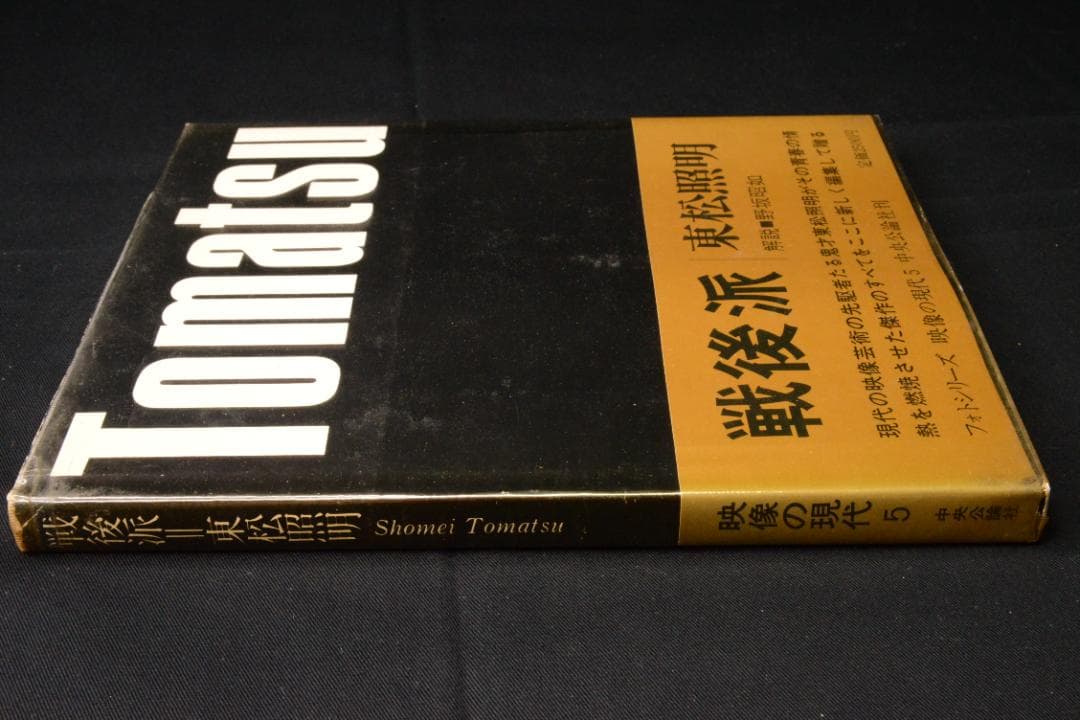 Tomatsu
戦後派 東松照明
解説■野坂昭如
現代の映像芸術の先駆者たる鬼才東松照明がその青春の情
熱を燃焼させた傑作のすべてをここに新しく編集して贈る
フォトシリーズ 映像の現代5 中央公論社刊
戦後派=東松照明 Shomei Tomatsu
映像の現代 5
中央公論社